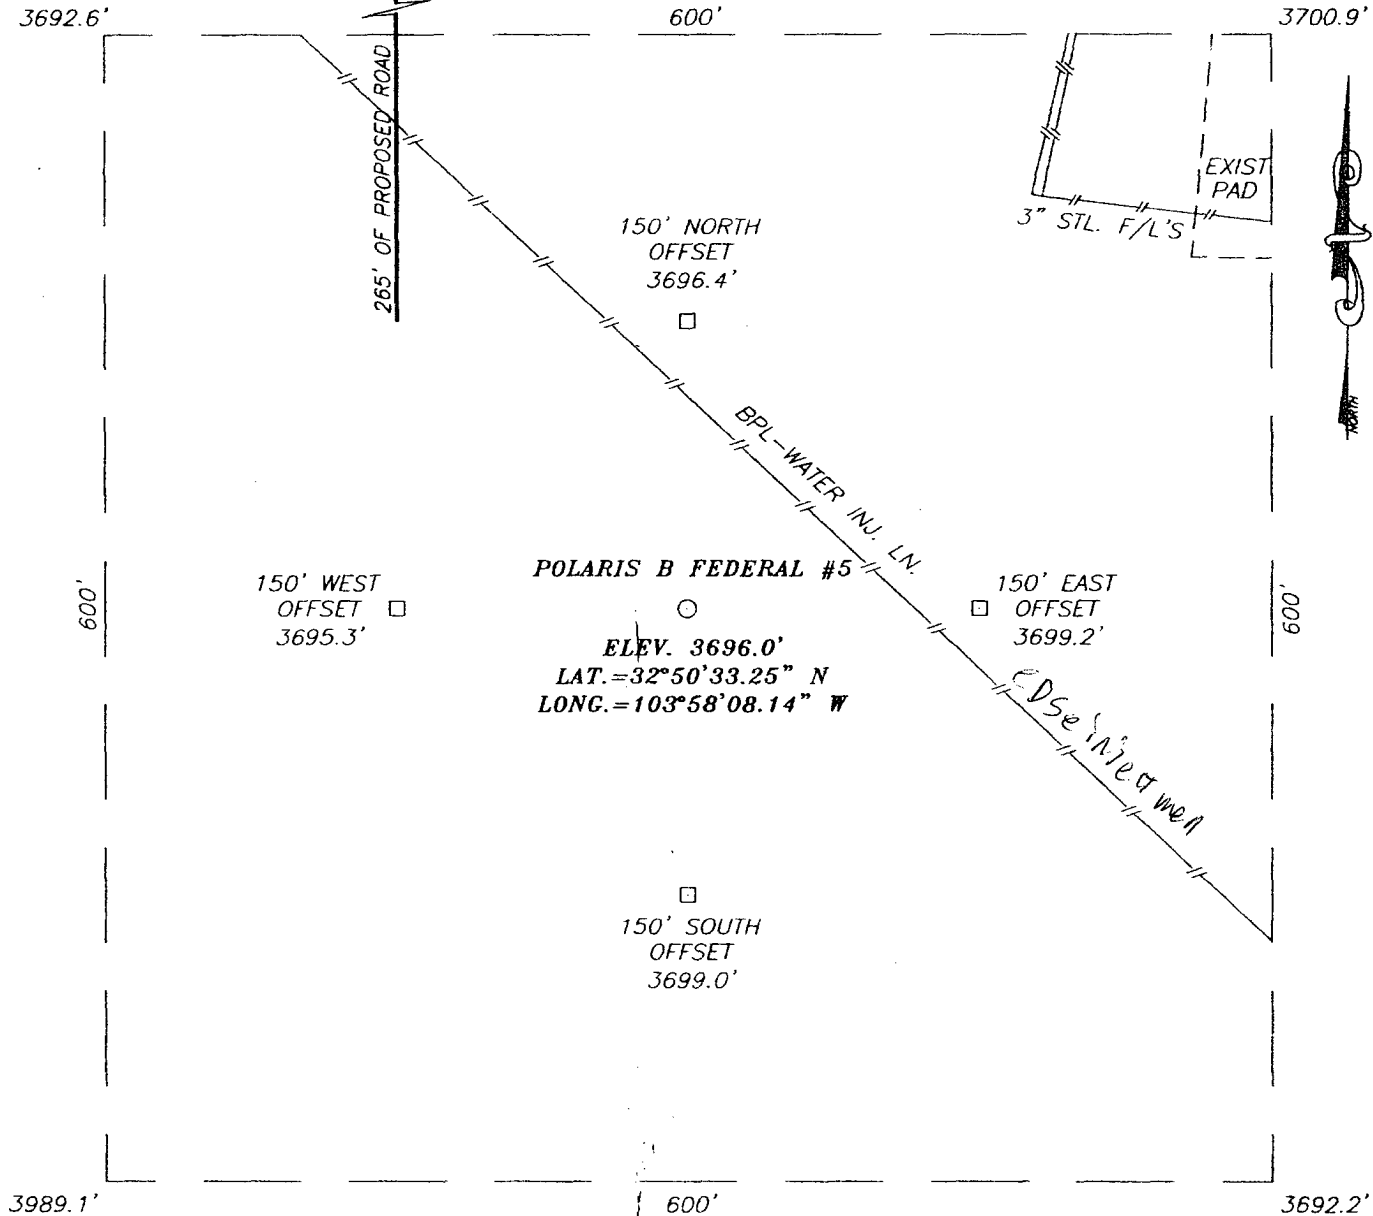 3692.6'
600'
3700.9'
265' OF PROPOSED ROAD
EXIST
PAD
3" STL. F/L'S
150' NORTH
OFFSET
3696.4'
NORTH
BPL-WATER INJ. LN.
POLARIS B FEDERAL #5
ELEV. 3696.0'
LAT.=32°50'33.25" N
LONG.=103°58'08.14" W
600'
150' WEST
OFFSET
3695.3'
150' EAST
OFFSET
3699.2'
600'
150' SOUTH
OFFSET
3699.0'
3989.1'
600'
3692.2'